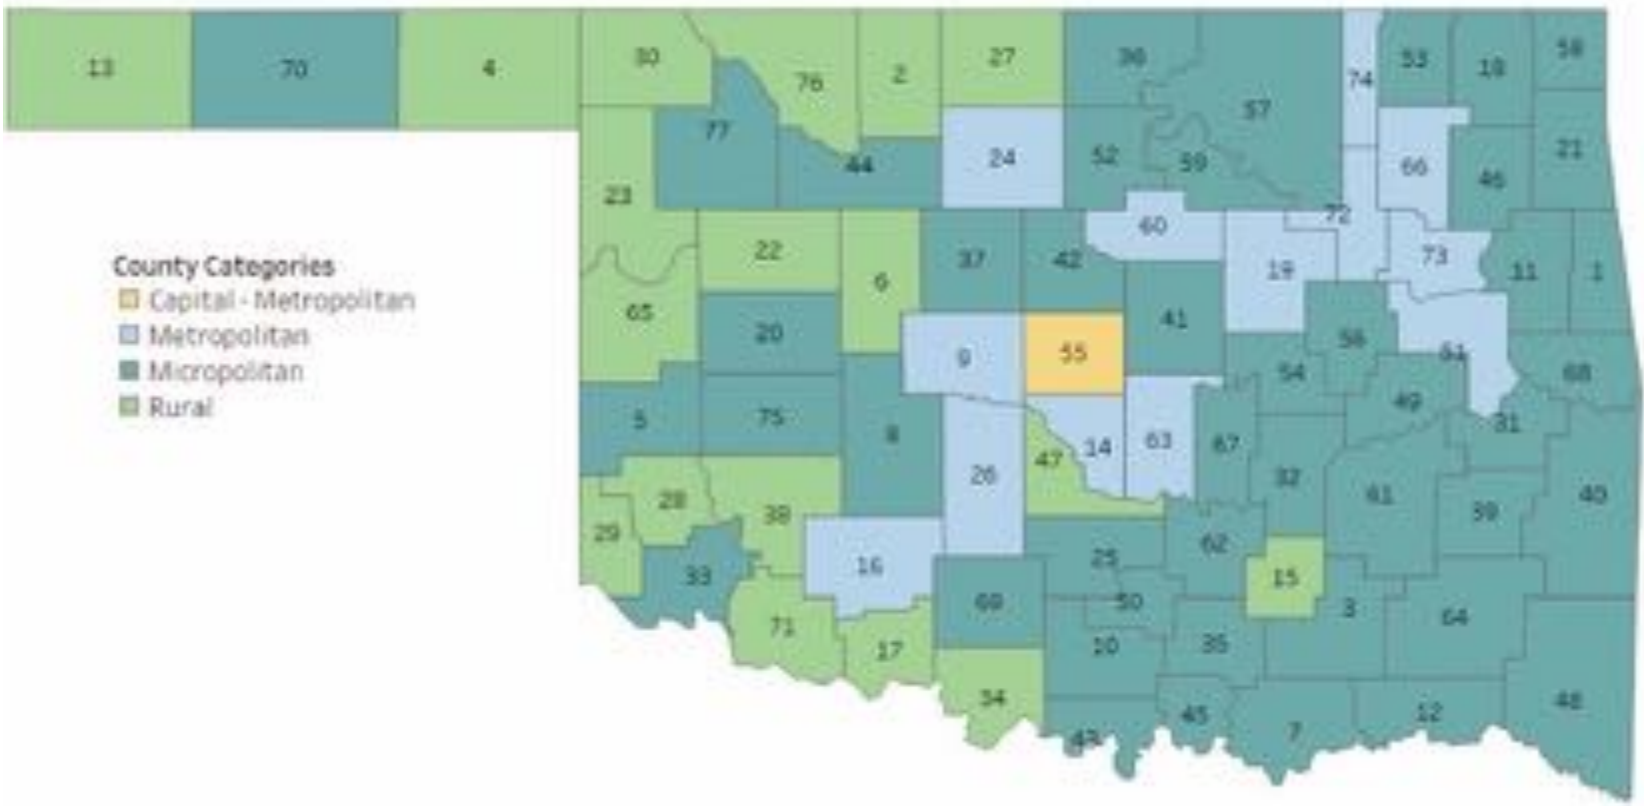 13 70 4 30 76 2 27 36 57 74 53 18 58
77 44 24 52 59 66 46 21
23 22 6 37 42 60 72 19 73 11 1
County Categories
Capital - Metropolitan
Metropolitan
Micropolitan
Rural
65 20 9 55 41 56 51 68
5 75 8 26 47 14 63 67 54 49 31
29 28 38 32 61 39 40
33 16 25 62 15
71 17 69 50 10 35 3 64
34 43 45 7 12 48